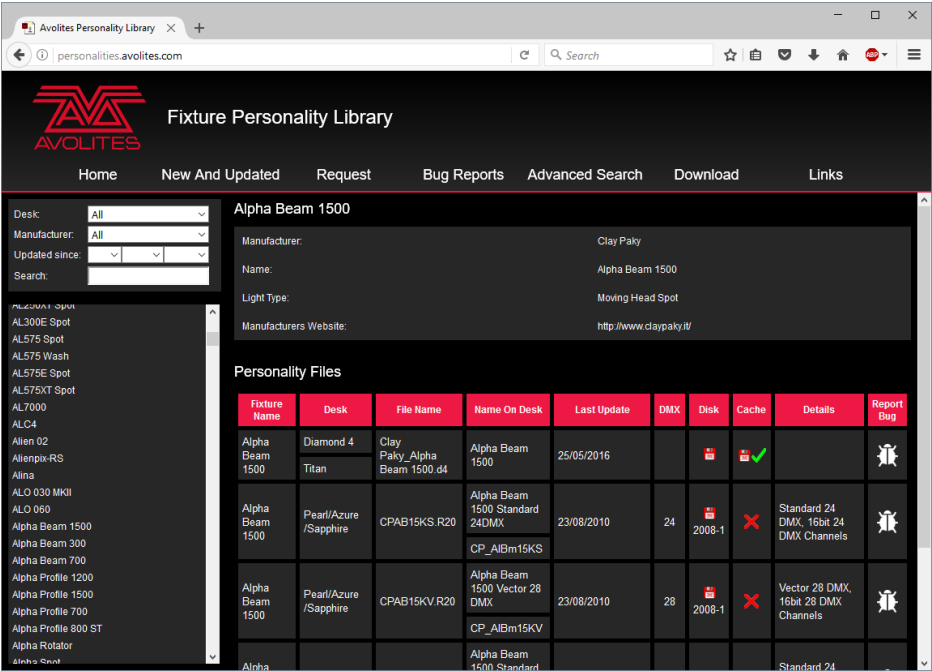 Avolites Personality Library
personalities.avolites.com
Search
ABP
AVOLITES
Fixture Personality Library
Home New And Updated Request Bug Reports Advanced Search Download Links
Desk: All
Manufacturer: All
Updated since:
Search:
AL250XT Spot
AL300E Spot
AL575 Spot
AL575 Wash
AL575E Spot
AL575XT Spot
AL7000
ALC4
Alien 02
Alienpix-RS
Alina
ALO 030 MKII
ALO 060
Alpha Beam 1500
Alpha Beam 300
Alpha Beam 700
Alpha Profile 1200
Alpha Profile 1500
Alpha Profile 700
Alpha Profile 800 ST
Alpha Rotator
Alpha Spot
Alpha Beam 1500
Manufacturer: Clay Paky
Name: Alpha Beam 1500
Light Type: Moving Head Spot
Manufacturers Website: http://www.claypaky.it/
Personality Files
Fixture
Name
Desk
File Name
Name On Desk
Last Update
DMX
Disk
Cache
Details
Report
Bug
Alpha
Beam
1500
Diamond 4
Titan
Clay
Paky_Alpha
Beam 1500.d4
Alpha Beam
1500
25/05/2016
Alpha
Beam
1500
Pearl/Azure
/Sapphire
CPAB15KS.R20
Alpha Beam
1500 Standard
24DMX
CP_AlBm15KS
23/08/2010
24
2008-1
Standard 24
DMX, 16bit 24
DMX Channels
Alpha
Beam
1500
Pearl/Azure
/Sapphire
CPAB15KV.R20
Alpha Beam
1500 Vector 28
DMX
CP_AlBm15KV
23/08/2010
28
2008-1
Vector 28 DMX,
16bit 28 DMX
Channels
Alpha
Alpha Beam
1500 Standard
Standard 24